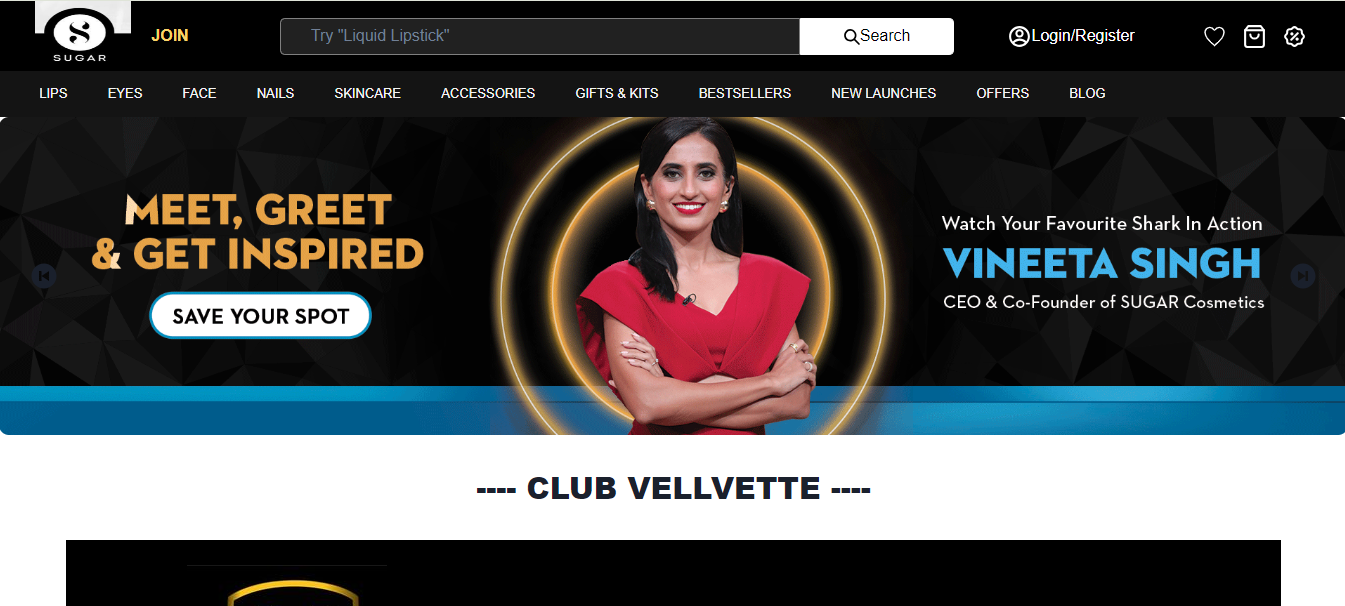 SUGAR
JOIN
Try "Liquid Lipstick"
Search
Login/Register
LIPS
EYES
FACE
NAILS
SKINCARE
ACCESSORIES
GIFTS & KITS
BESTSELLERS
NEW LAUNCHES
OFFERS
BLOG
MEET, GREET
& GET INSPIRED
SAVE YOUR SPOT
Watch Your Favourite Shark In Action
VINEETA SINGH
CEO & Co-Founder of SUGAR Cosmetics
---- CLUB VELLVETTE ----